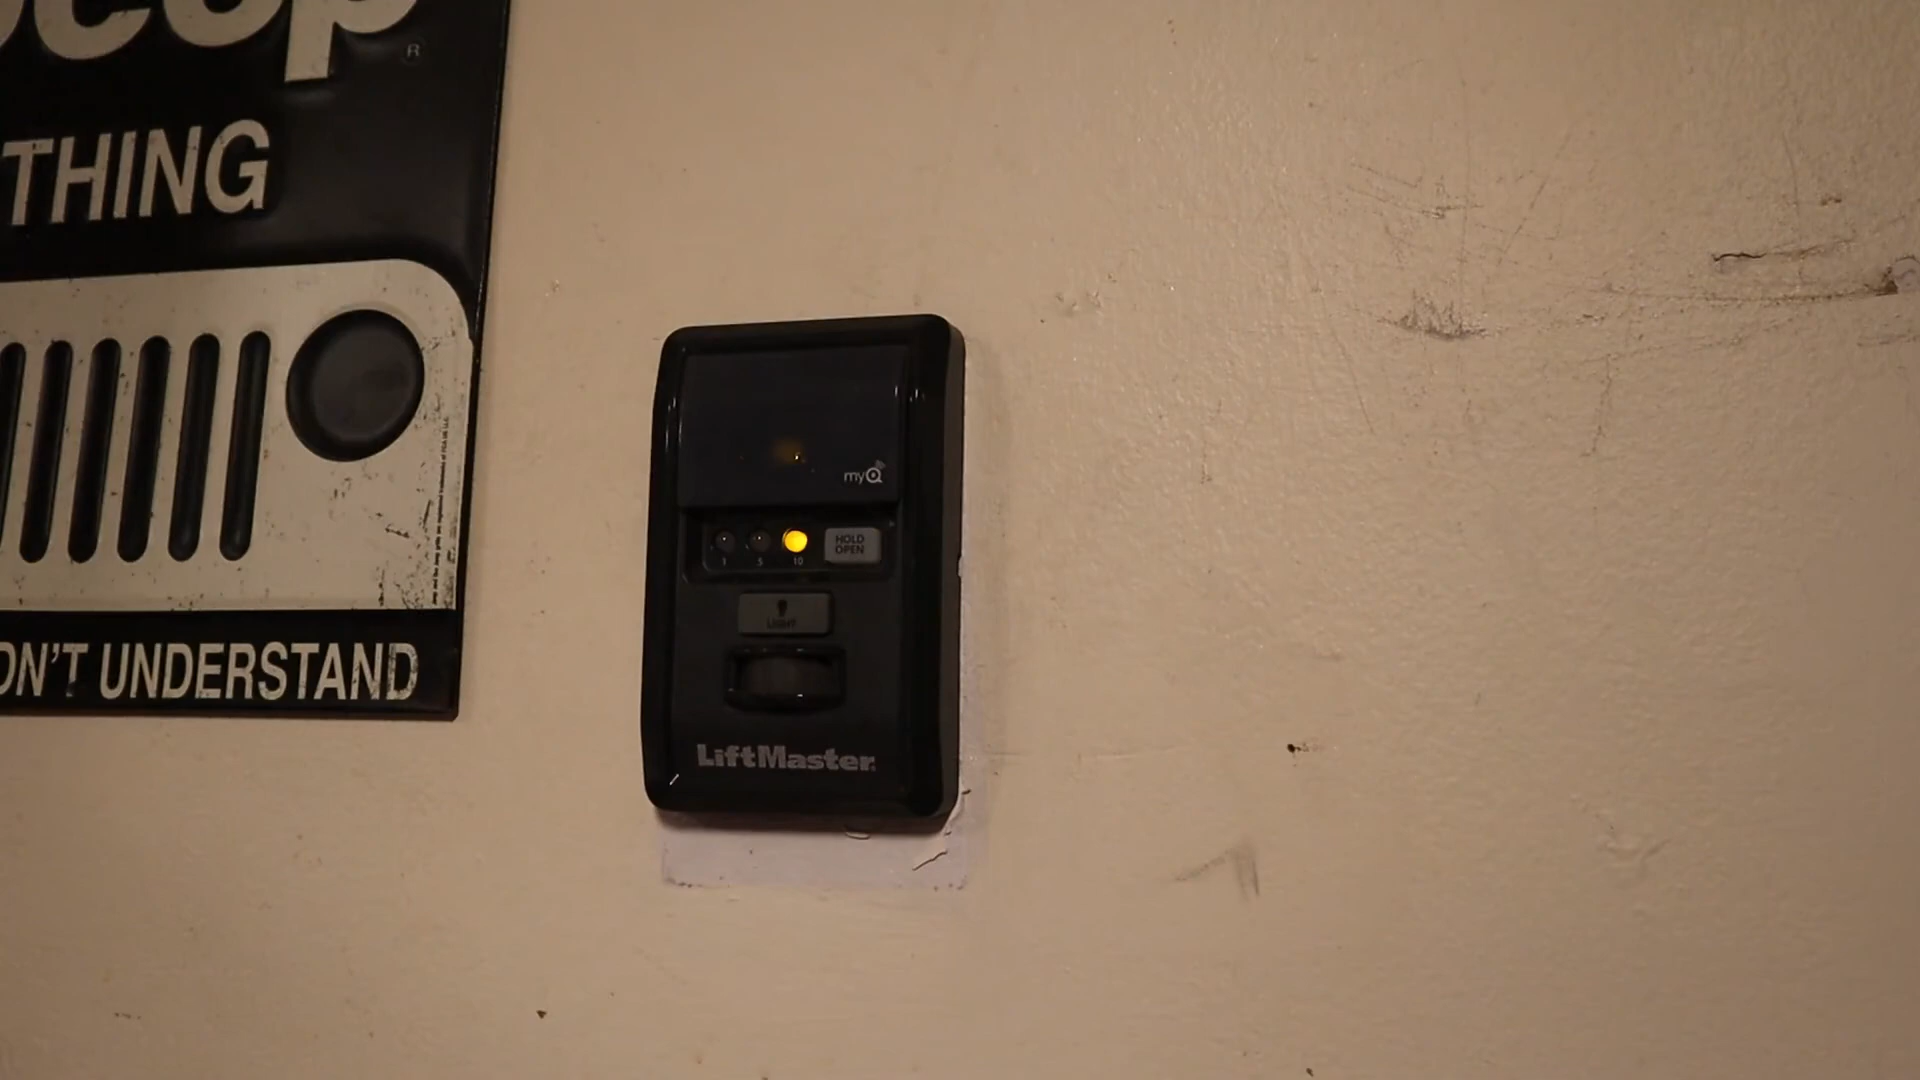 THING
ON'T UNDERSTAND
myQ
1 5 10
HOLD
OPEN
LIGHT
LiftMaster